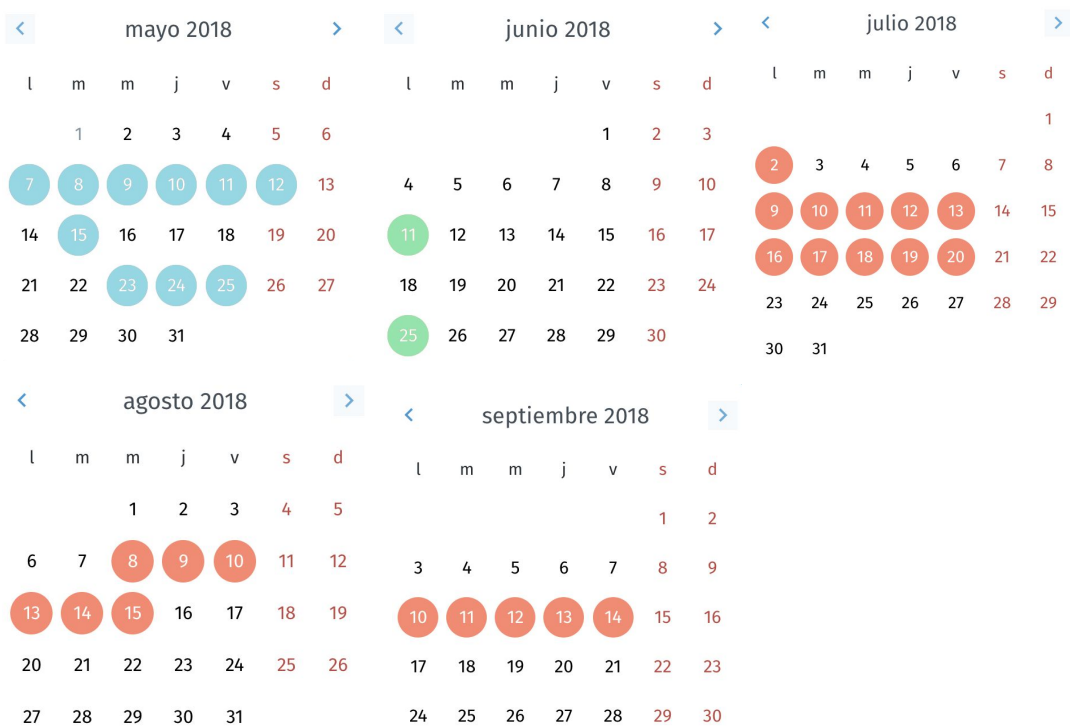 mayo 2018
l m m j v s d
1 2 3 4 5 6
7 8 9 10 11 12 13
14 15 16 17 18 19 20
21 22 23 24 25 26 27
28 29 30 31
junio 2018
l m m j v s d
1 2 3
4 5 6 7 8 9 10
11 12 13 14 15 16 17
18 19 20 21 22 23 24
25 26 27 28 29 30
julio 2018
l m m j v s d
1
2 3 4 5 6 7 8
9 10 11 12 13 14 15
16 17 18 19 20 21 22
23 24 25 26 27 28 29
30 31
agosto 2018
l m m j v s d
1 2 3 4 5
6 7 8 9 10 11 12
13 14 15 16 17 18 19
20 21 22 23 24 25 26
27 28 29 30 31
septiembre 2018
l m m j v s d
1 2
3 4 5 6 7 8 9
10 11 12 13 14 15 16
17 18 19 20 21 22 23
24 25 26 27 28 29 30